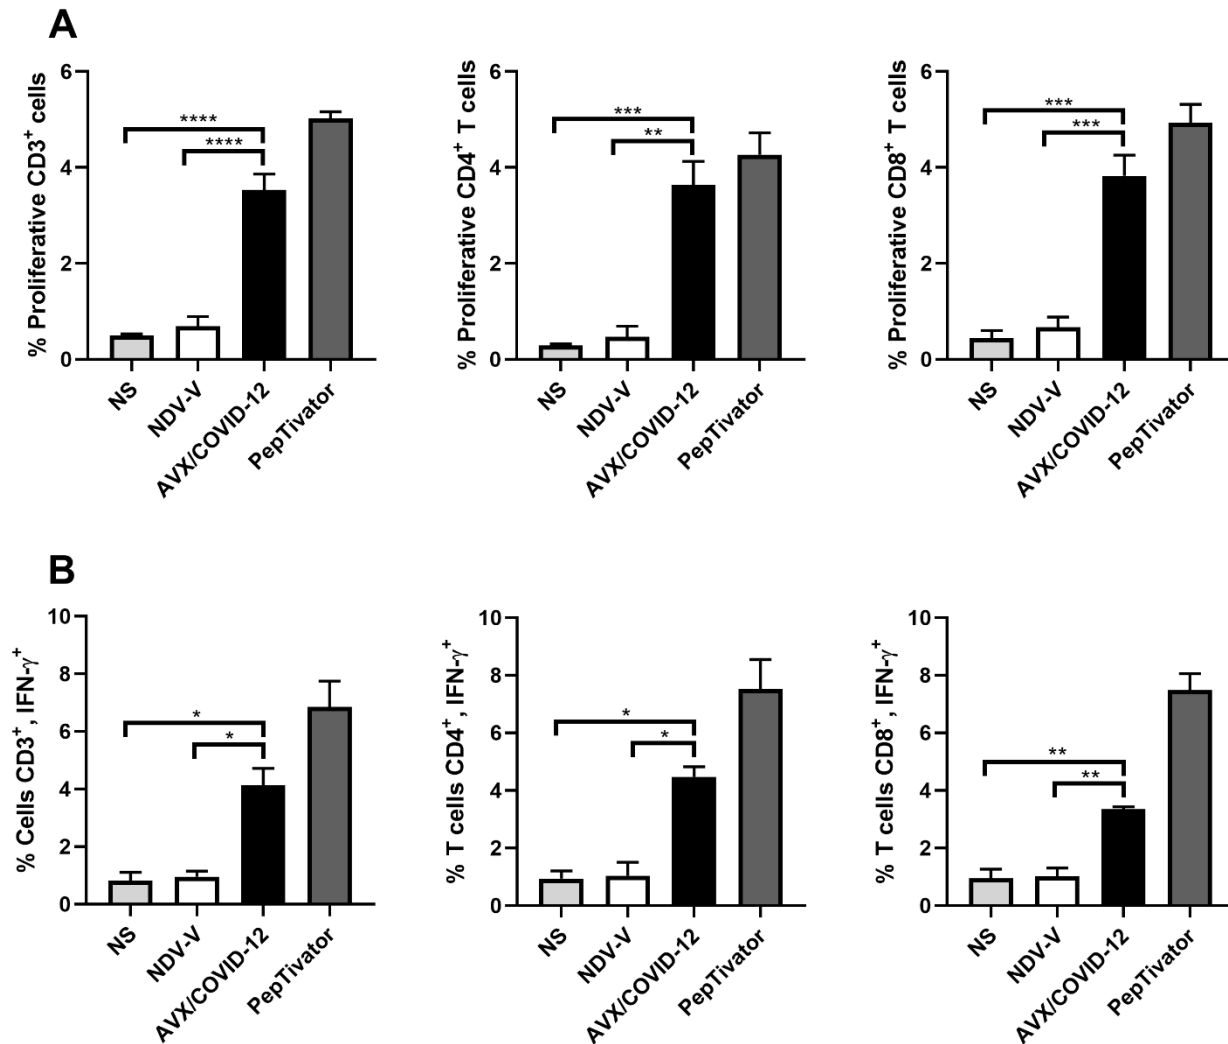 A
% Proliferative CD3+ cells
6
4
2
0
****
****
NS
NDV-V
AVX/COVID-12
PepTivator
% Proliferative CD4+ T cells
6
4
2
0
***
**
NS
NDV-V
AVX/COVID-12
PepTivator
% Proliferative CD8+ T cells
6
4
2
0
***
***
NS
NDV-V
AVX/COVID-12
PepTivator
B
% Cells CD3+, IFN-γ+
10
8
6
4
2
0
*
*
NS
NDV-V
AVX/COVID-12
PepTivator
% T cells CD4+, IFN-γ+
10
8
6
4
2
0
*
*
NS
NDV-V
AVX/COVID-12
PepTivator
% T cells CD8+, IFN-γ+
10
8
6
4
2
0
**
**
NS
NDV-V
AVX/COVID-12
PepTivator